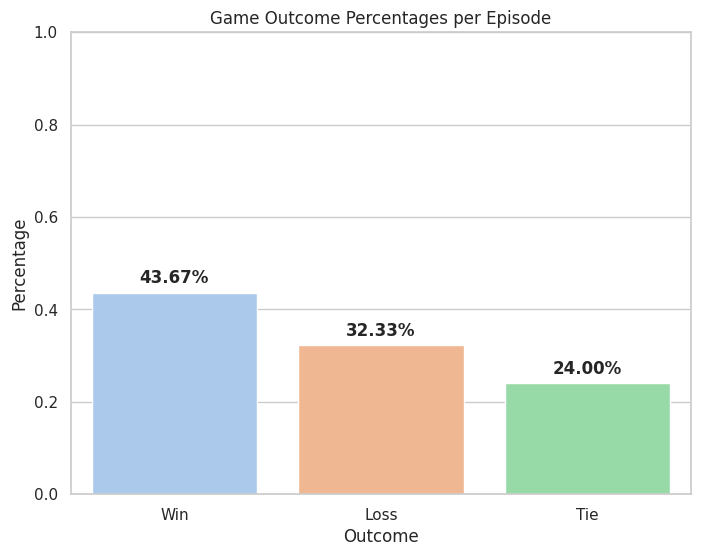 Game Outcome Percentages per Episode
1.0
0.8
0.6
0.4
0.2
0.0
Percentage
43.67%
32.33%
24.00%
Win
Loss
Tie
Outcome